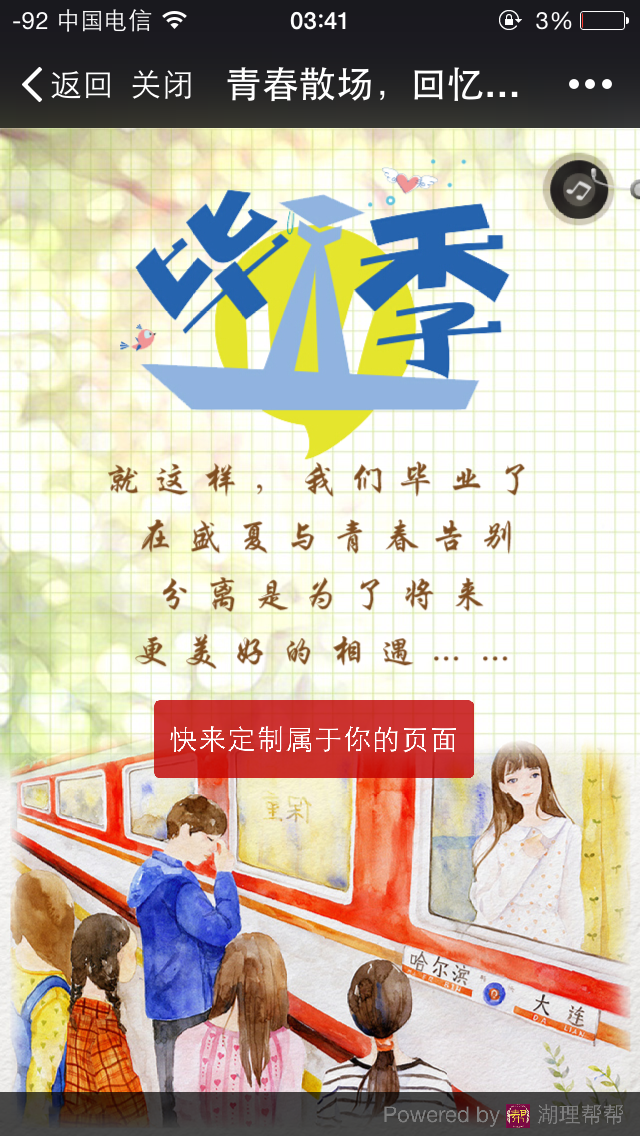 -92 中国电信 03:41 3%
返回 关闭 青春散场，回忆...
毕业季
就这样，我们毕业了
在盛夏与青春告别
分离是为了将来
更美好的相遇……
快来定制属于你的页面
哈尔滨 大连
DA LIAN
Powered by 湖理帮帮